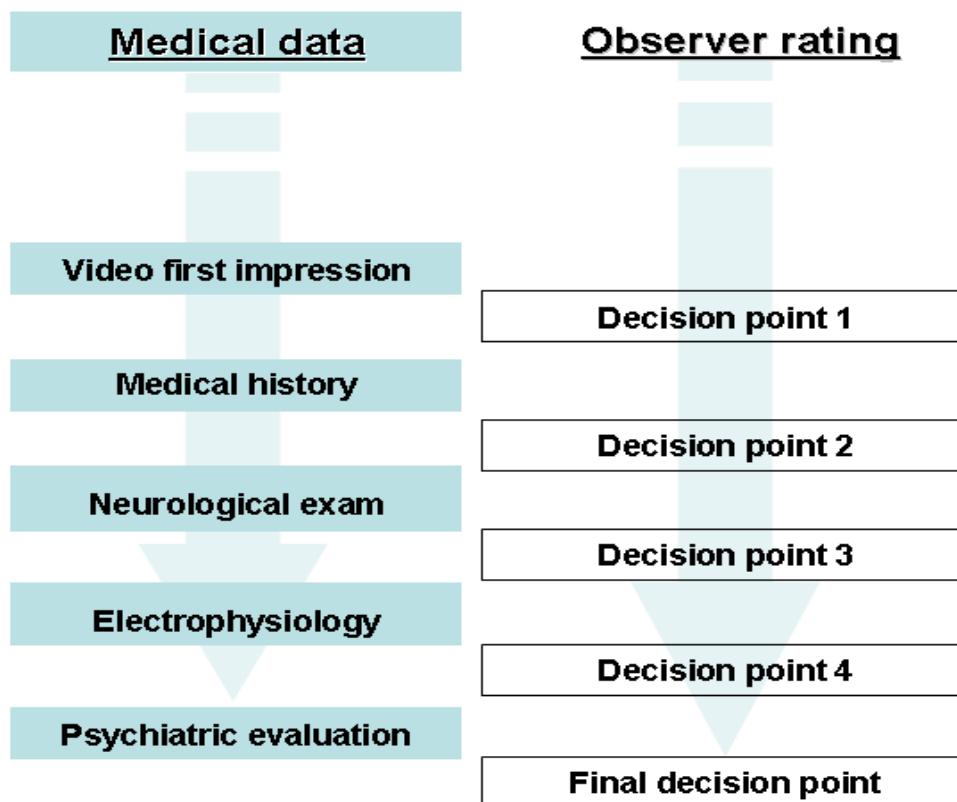 Medical data
Observer rating
Video first impression
Decision point 1
Medical history
Decision point 2
Neurological exam
Decision point 3
Electrophysiology
Decision point 4
Psychiatric evaluation
Final decision point